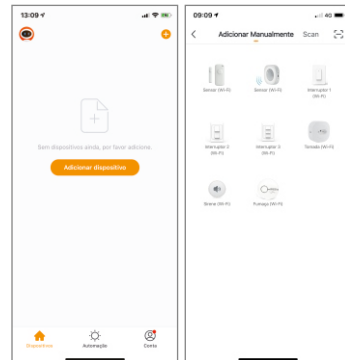 13:09
Sem dispositivos ainda, por favor adicione.
Adicionar dispositivo
Dispositivos
Automação
Conta
09:09
4G
Adicionar Manualmente
Scan
Sensor (Wi-Fi)
Sensor (Wi-Fi)
Interruptor 1
(Wi-Fi)
Interruptor 2
(Wi-Fi)
Interruptor 3
(Wi-Fi)
Tomada (Wi-Fi)
Sirene (Wi-Fi)
Fumaça (Wi-Fi)